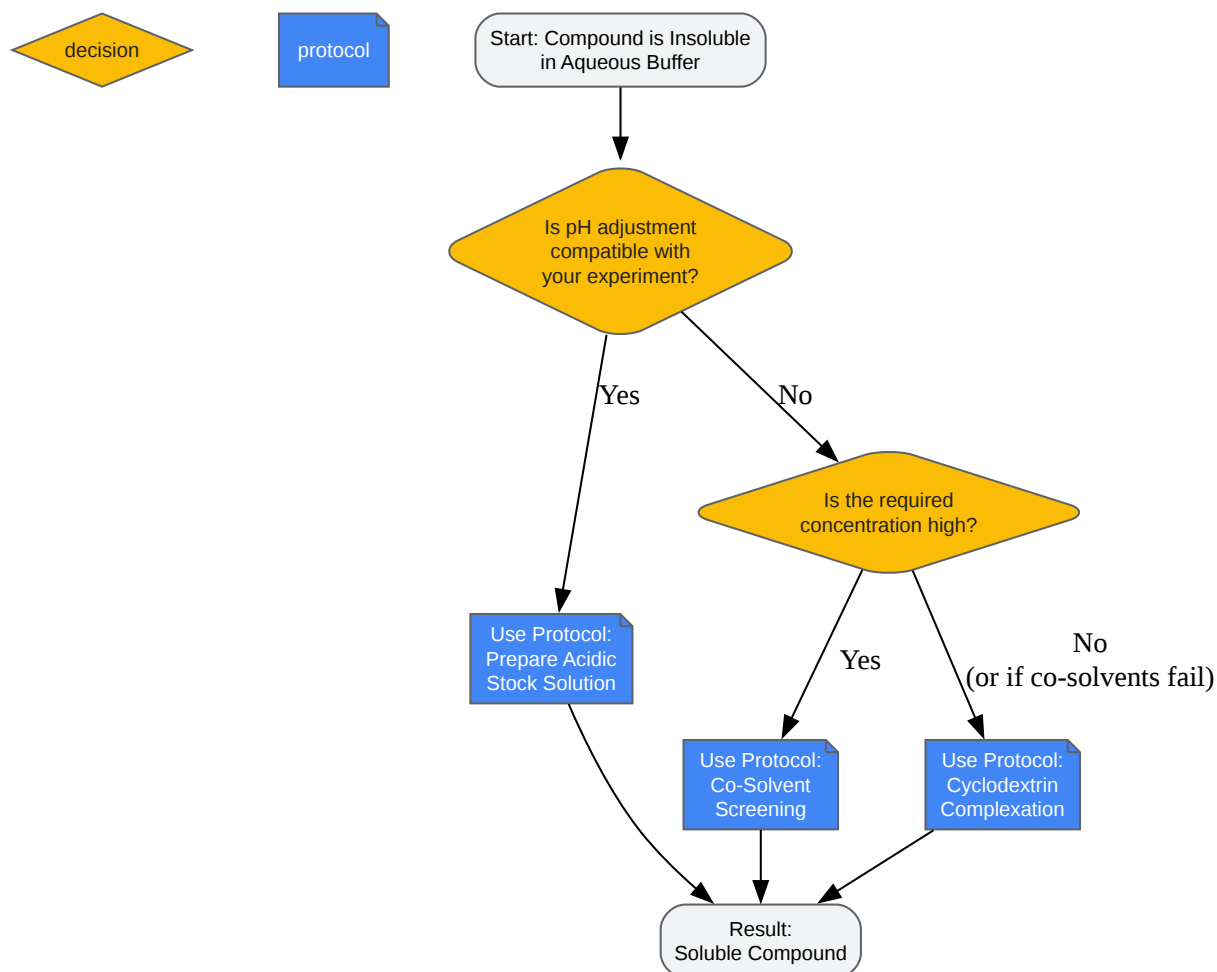 decision
protocol
Start: Compound is Insoluble
in Aqueous Buffer
Is pH adjustment
compatible with
your experiment?
Yes
No
Is the required
concentration high?
Use Protocol:
Prepare Acidic
Stock Solution
Yes
No
(or if co-solvents fail)
Use Protocol:
Co-Solvent
Screening
Use Protocol:
Cyclodextrin
Complexation
Result:
Soluble Compound